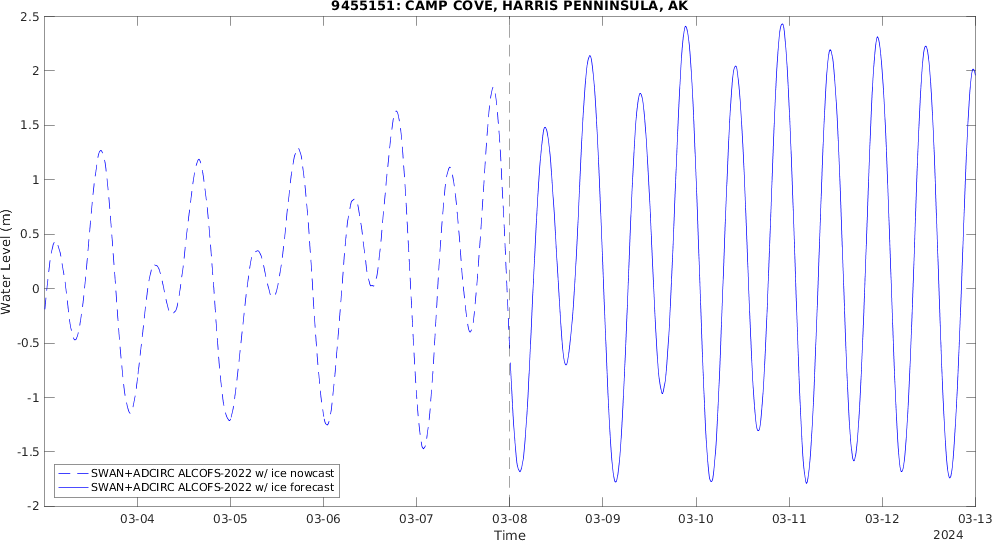 9455151: CAMP COVE, HARRIS PENNINSULA, AK
2.5
2
1.5
1
0.5
0
-0.5
-1
-1.5
-2
Water Level (m)
SWAN+ADCIRC ALCOFS-2022 w/ ice nowcast
SWAN+ADCIRC ALCOFS-2022 w/ ice forecast
03-04 03-05 03-06 03-07 03-08 03-09 03-10 03-11 03-12 03-13
Time
2024